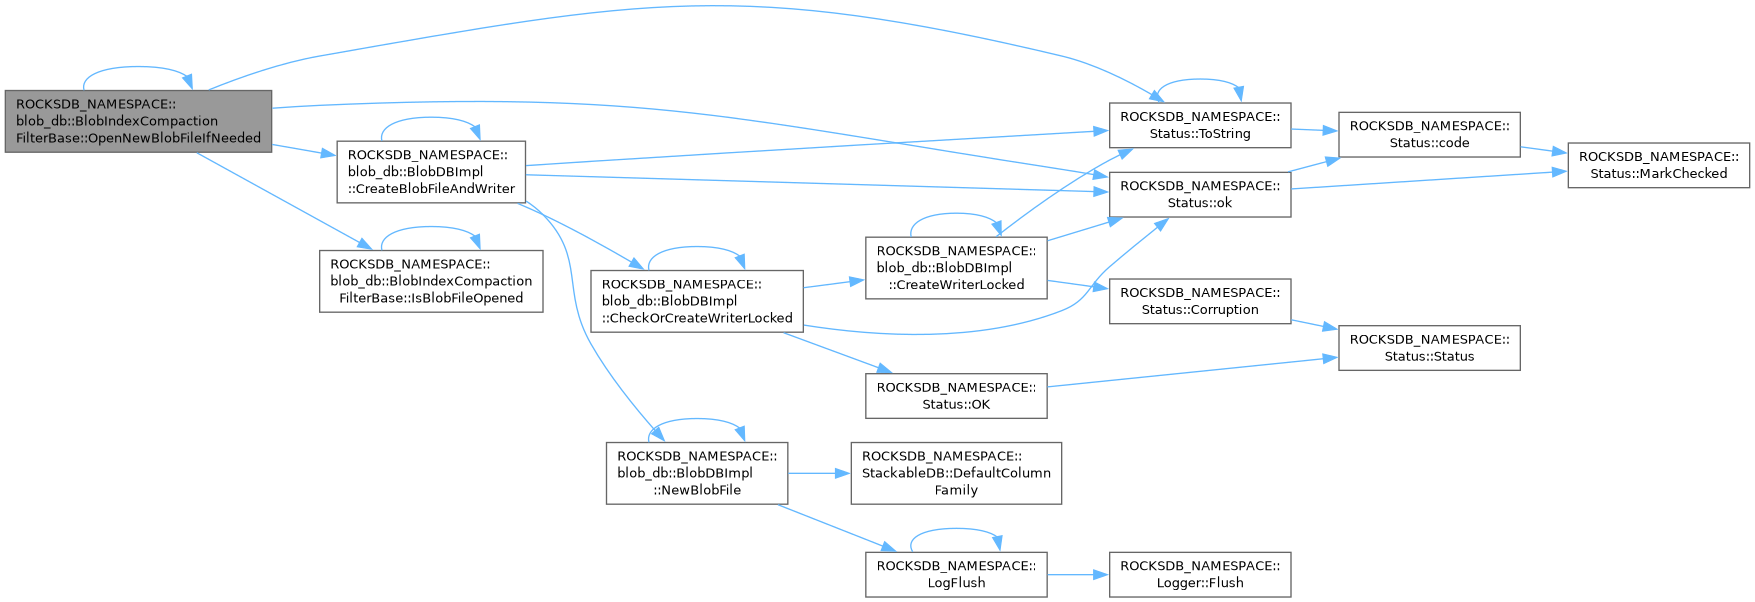 ROCKSDB_NAMESPACE::
blob_db::BlobIndexCompaction
FilterBase::OpenNewBlobFileIfNeeded
ROCKSDB_NAMESPACE::
blob_db::BlobDBImpl
::CreateBlobFileAndWriter
ROCKSDB_NAMESPACE::
blob_db::BlobIndexCompaction
FilterBase::IsBlobFileOpened
ROCKSDB_NAMESPACE::
blob_db::BlobDBImpl
::CheckOrCreateWriterLocked
ROCKSDB_NAMESPACE::
blob_db::BlobDBImpl
::NewBlobFile
ROCKSDB_NAMESPACE::
blob_db::BlobDBImpl
::CreateWriterLocked
ROCKSDB_NAMESPACE::
Status::OK
ROCKSDB_NAMESPACE::
StackableDB::DefaultColumn
Family
ROCKSDB_NAMESPACE::
LogFlush
ROCKSDB_NAMESPACE::
Status::ToString
ROCKSDB_NAMESPACE::
Status::ok
ROCKSDB_NAMESPACE::
Status::Corruption
ROCKSDB_NAMESPACE::
Logger::Flush
ROCKSDB_NAMESPACE::
Status::code
ROCKSDB_NAMESPACE::
Status::Status
ROCKSDB_NAMESPACE::
Status::MarkChecked